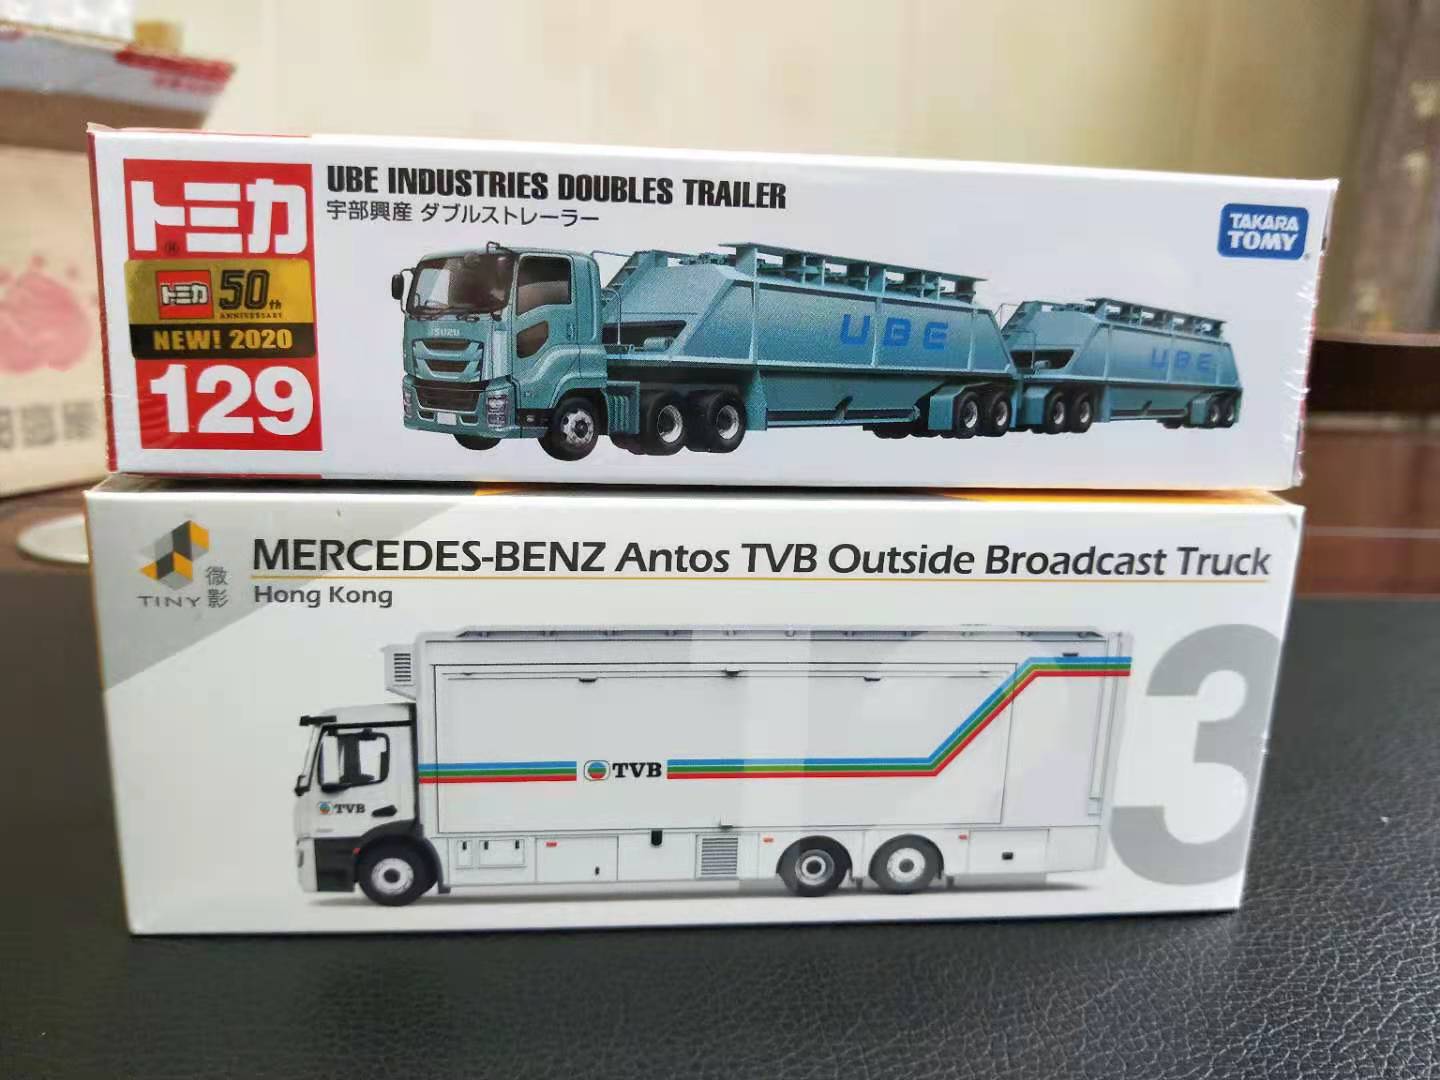 トミカ
トミカ 50th
ANNIVERSARY
NEW! 2020
129
UBE INDUSTRIES DOUBLES TRAILER
宇部興産 ダブルストレーラー
TAKARA
TOMY
ISUZU
UBE
UBE
TINY 微影
MERCEDES-BENZ Antos TVB Outside Broadcast Truck
Hong Kong
TVB
TVB
3